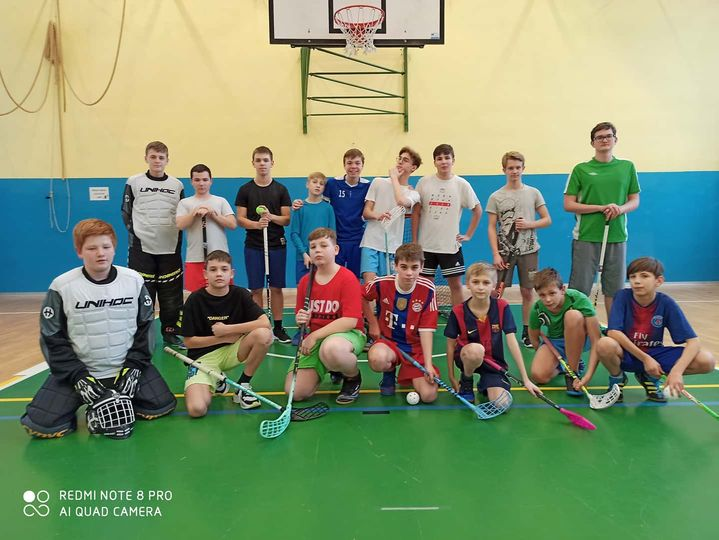 UNIHOC
15
UNIHOC
"DANGER"
JUST DO
T
Fly
Emirates
REDMI NOTE 8 PRO
AI QUAD CAMERA